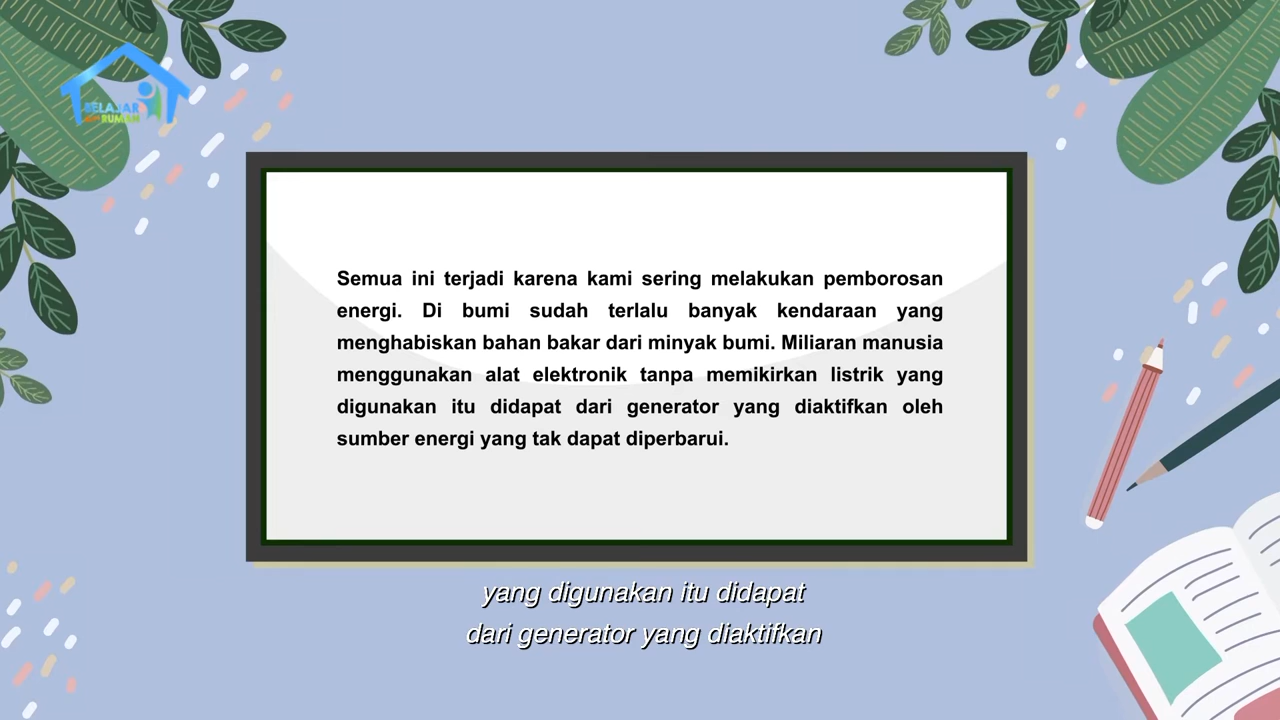 BELAJAR
RUMAH
Semua ini terjadi karena kami sering melakukan pemborosan
energi. Di bumi sudah terlalu banyak kendaraan yang
menghabiskan bahan bakar dari minyak bumi. Miliaran manusia
menggunakan alat elektronik tanpa memikirkan listrik yang
digunakan itu didapat dari generator yang diaktifkan oleh
sumber energi yang tak dapat diperbarui.
yang digunakan itu didapat
dari generator yang diaktifkan